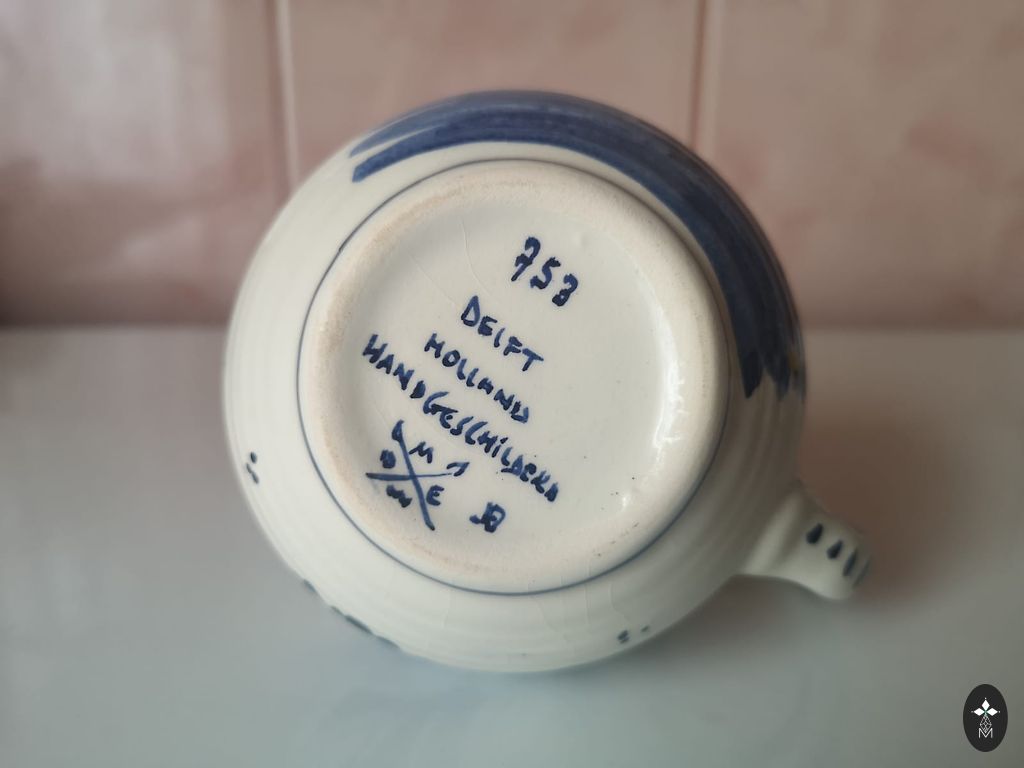 753
DELFT
HOLLAND
HANDGESCHILDERD
M
D E
M